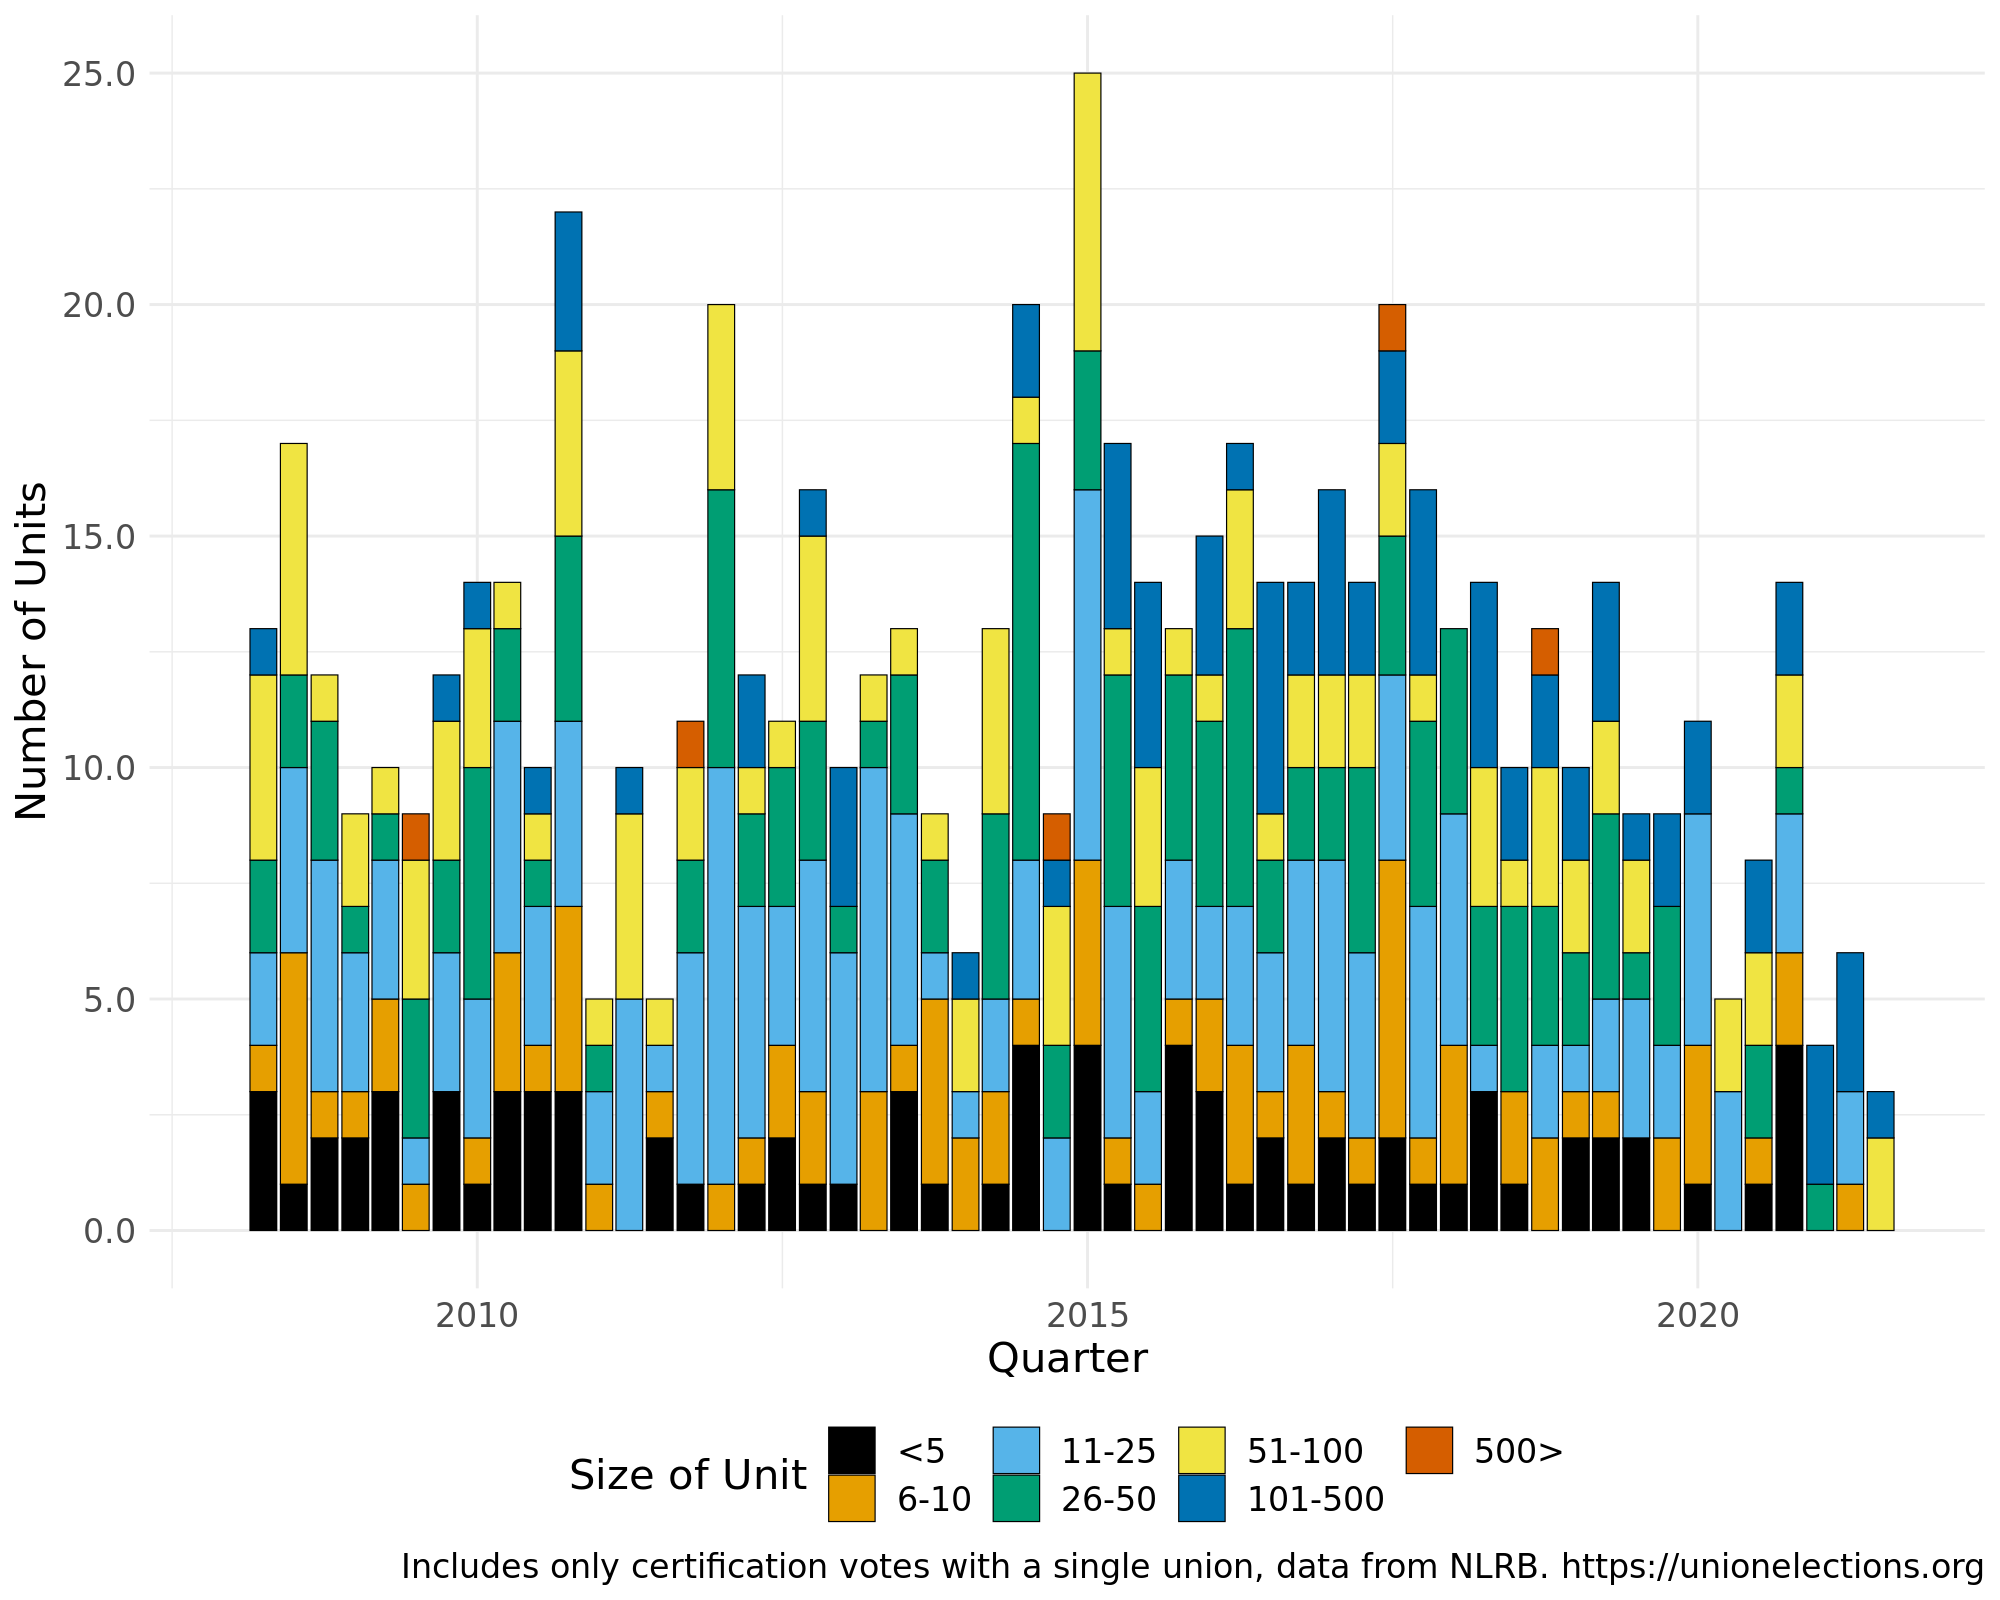 25.0
20.0
15.0
10.0
5.0
0.0
Number of Units
2010 2015 2020
Quarter
Size of Unit
<5 11-25 51-100 500>
6-10 26-50 101-500
Includes only certification votes with a single union, data from NLRB. https://unionelections.org